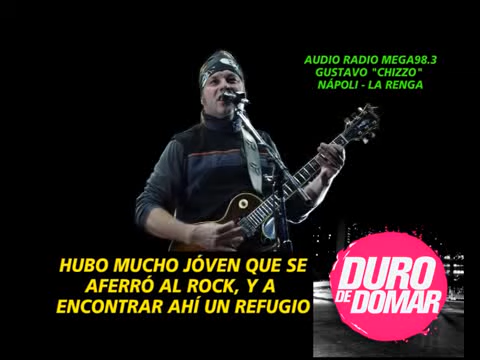 AUDIO RADIO MEGA98.3
GUSTAVO "CHIZZO"
NÁPOLI - LA RENGA
HUBO MUCHO JÓVEN QUE SE
AFERRÓ AL ROCK, Y A
ENCONTRAR AHÍ UN REFUGIO
DURO
DE DOMAR